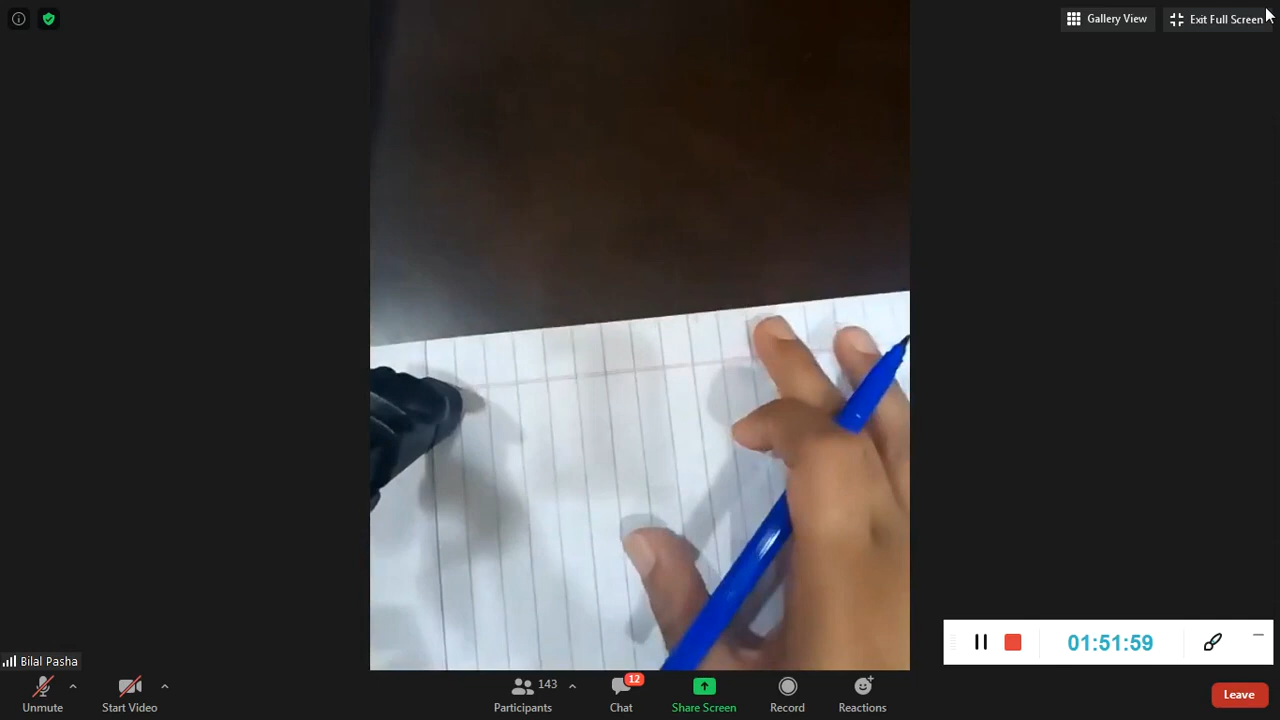 Gallery View
Exit Full Screen
01:51:59
Bilal Pasha
143
12
Unmute
Start Video
Participants
Chat
Share Screen
Record
Reactions
Leave